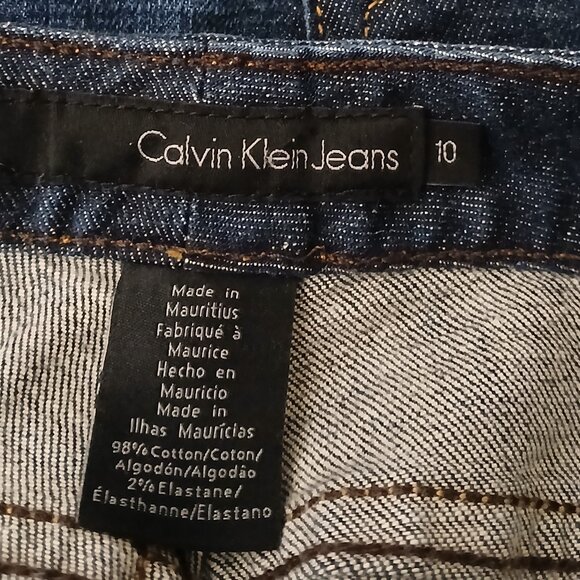 Calvin Klein Jeans 10
Made in
Mauritius
Fabriqué à
Maurice
Hecho en
Mauricio
Made in
Ilhas Maurícias
98% Cotton/Coton/
Algodón/Algodão
2% Elastane/
Élasthanne/Elastano